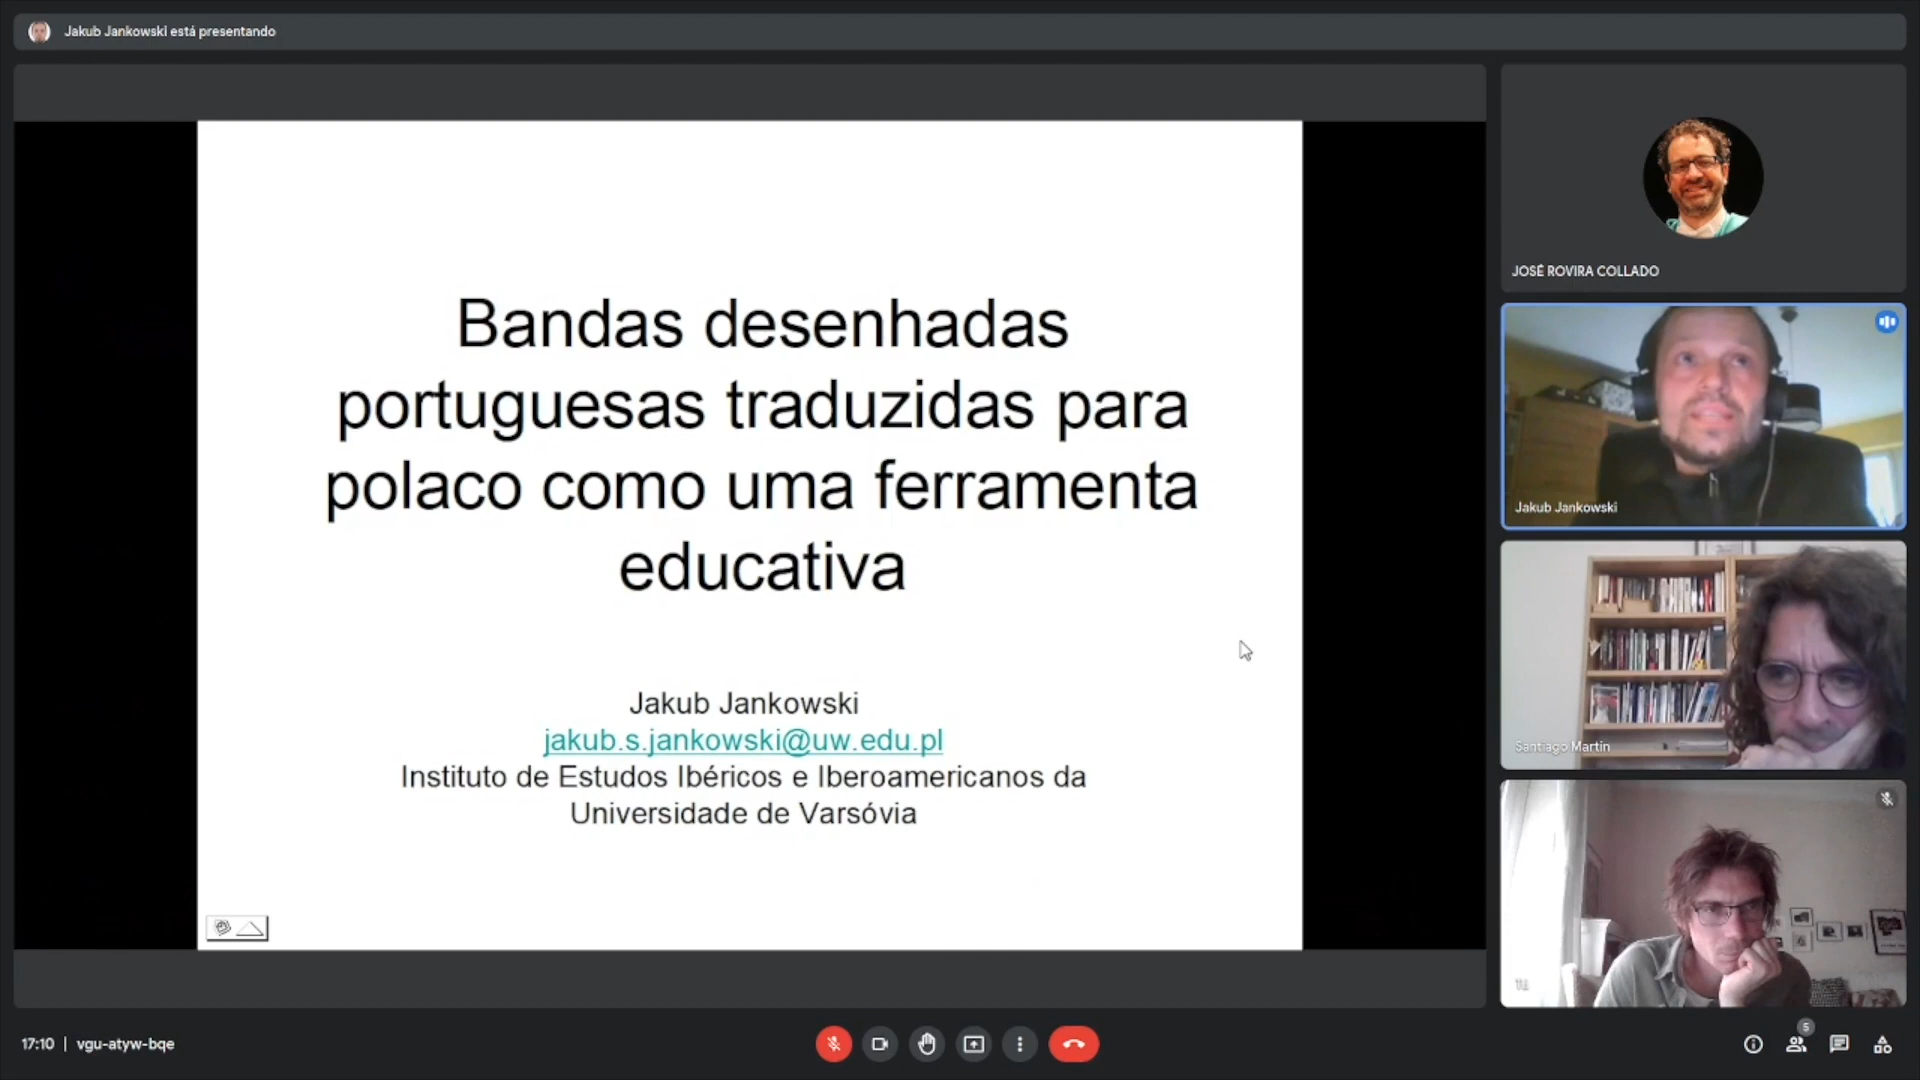 Jakub Jankowski está presentando
Bandas desenhadas
portuguesas traduzidas para
polaco como uma ferramenta
educativa
Jakub Jankowski
jakub.s.jankowski@uw.edu.pl
Instituto de Estudos Ibéricos e Iberoamericanos da
Universidade de Varsóvia
JOSÉ ROVIRA COLLADO
Jakub Jankowski
Santiago Martín
Tú
17:10 | vgu-atyw-bqe
5